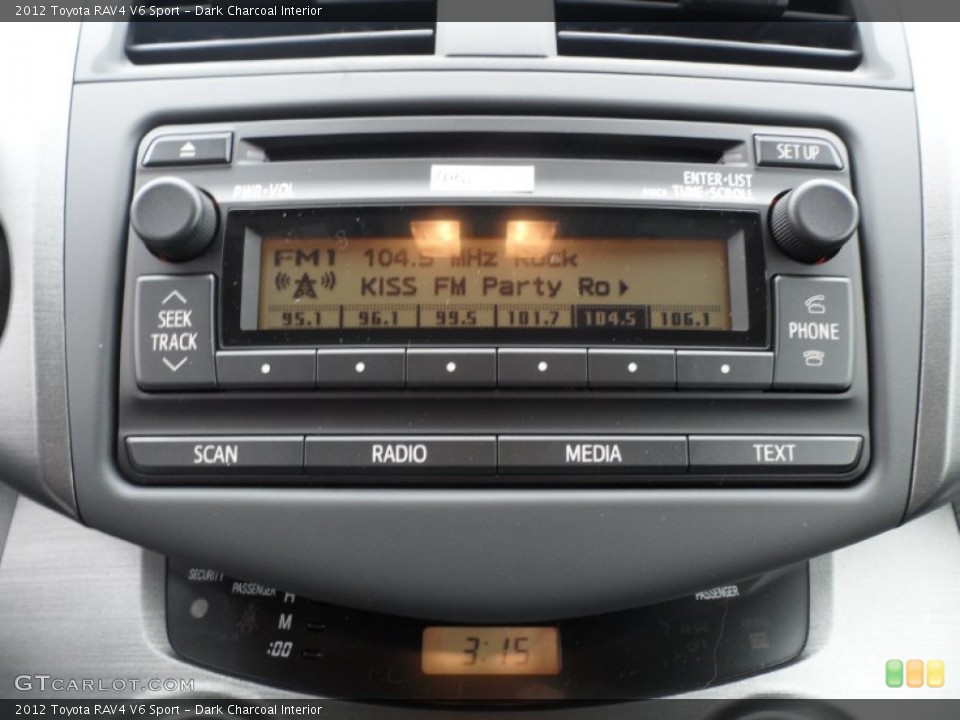 2012 Toyota RAV4 V6 Sport - Dark Charcoal Interior
SET UP
PWR•VOL
ENTER•LIST
TUNE•SCROLL
FM1 104.5 MHz Rock
KISS FM Party Ro
95.1 96.1 99.5 101.7 104.5 106.1
SEEK
TRACK
PHONE
SCAN RADIO MEDIA TEXT
SECURITY
PASSENGER
PASSENGER
H
M
:00
3:15
GTCARLOT.COM
2012 Toyota RAV4 V6 Sport - Dark Charcoal Interior